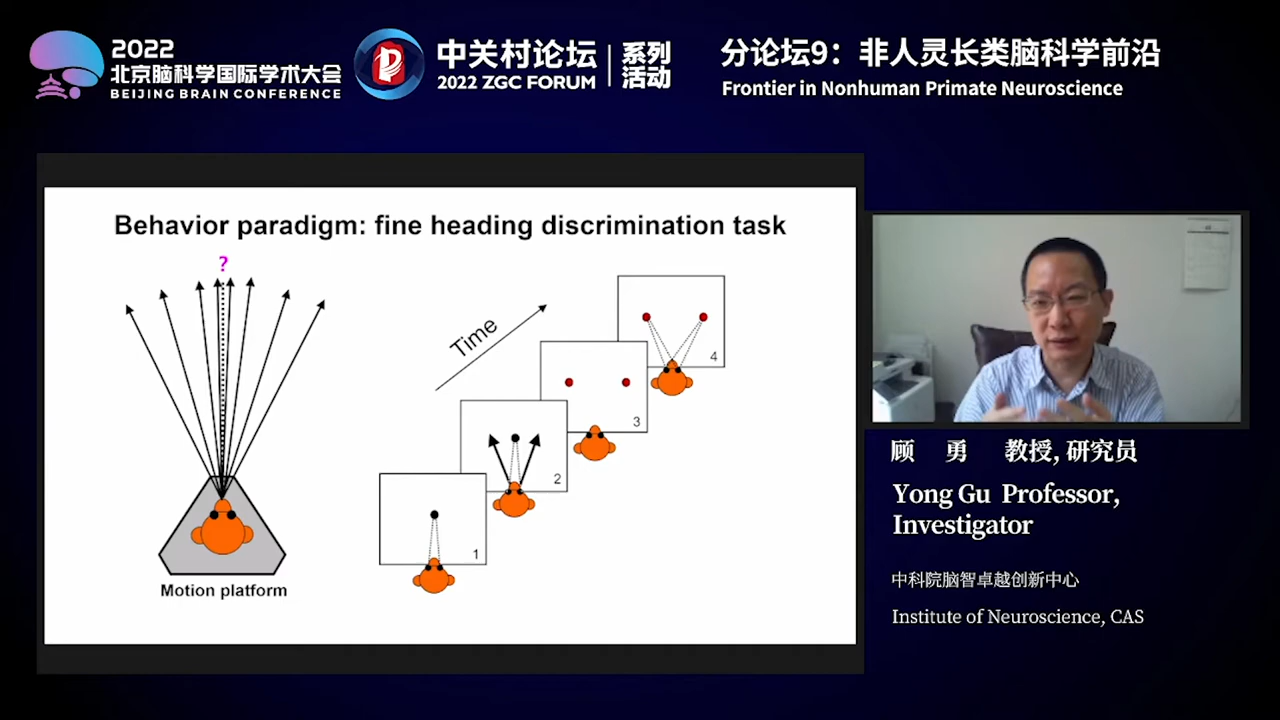 2022
北京脑科学国际学术大会
BEIJING BRAIN CONFERENCE
中关村论坛
2022 ZGC FORUM
系列
活动
分论坛9：非人灵长类脑科学前沿
Frontier in Nonhuman Primate Neuroscience
Behavior paradigm: fine heading discrimination task
?
Time
4
3
2
1
Motion platform
顾 勇 教授, 研究员
Yong Gu Professor,
Investigator
中科院脑智卓越创新中心
Institute of Neuroscience, CAS